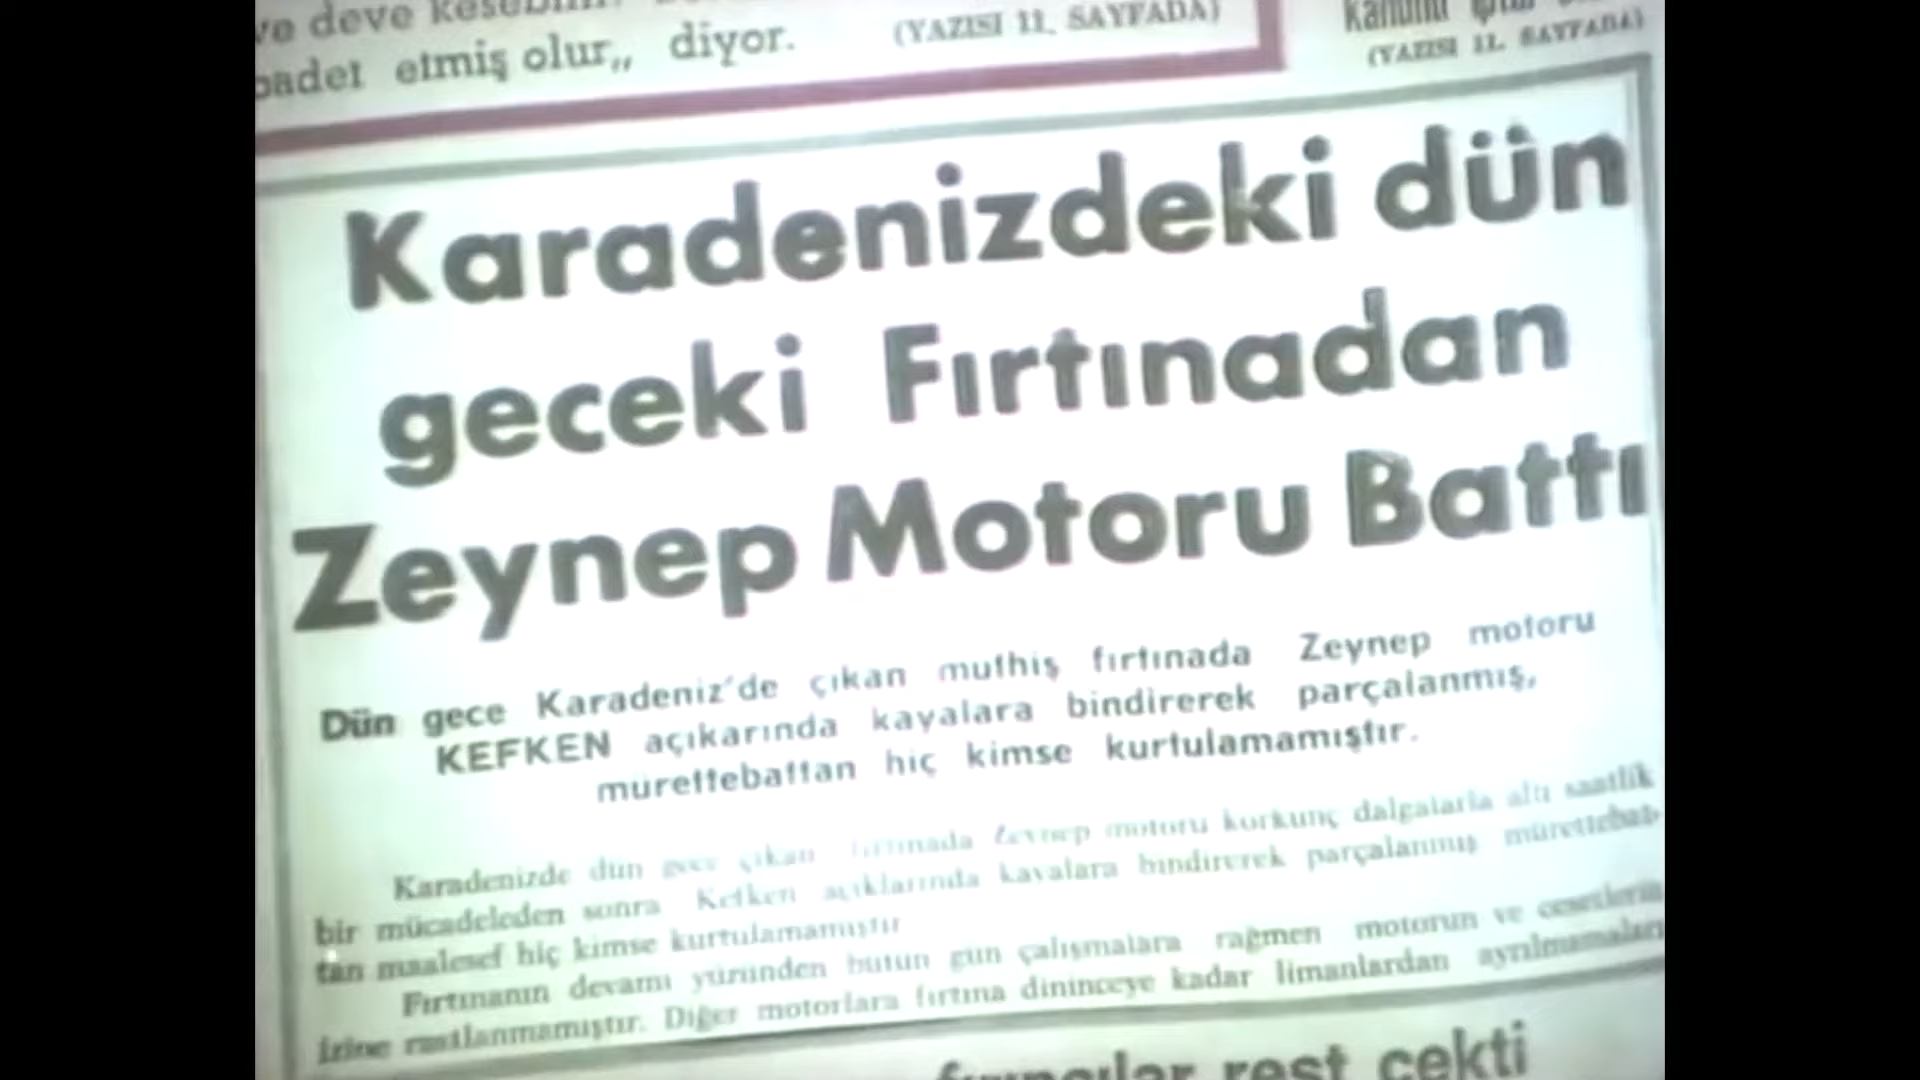 ve deve
etmiş olur,, diyor.
(YAZISI 11. SAYFADA)
kanunu
(YAZISI 11. SAYFADA)
Karadenizdeki dün
geceki Fırtınadan
Zeynep Motoru Battı
Dün gece Karadeniz'de çıkan muthiş fırtınada Zeynep motoru
KEFKEN açıkarında kayalara bindirerek parçalanmış,
murettebattan hiç kimse kurtulamamıştır.
Karadenizde dün gece çıkan fırtınada Zeynep motoru korkunç dalgalarla altı saatlik
bir mücadeleden sonra Kefken açıklarında kayalara bindirerek parçalanmış mürettebat-
tan maalesef hiç kimse kurtulamamıştır
Fırtınanın devamı yüzünden bütün gün çalışmalara rağmen motorun ve cesetlerin
izine rastlanmamıştır. Diğer motorlara fırtına dininceye kadar limanlardan ayrılmamaları
rest çekti